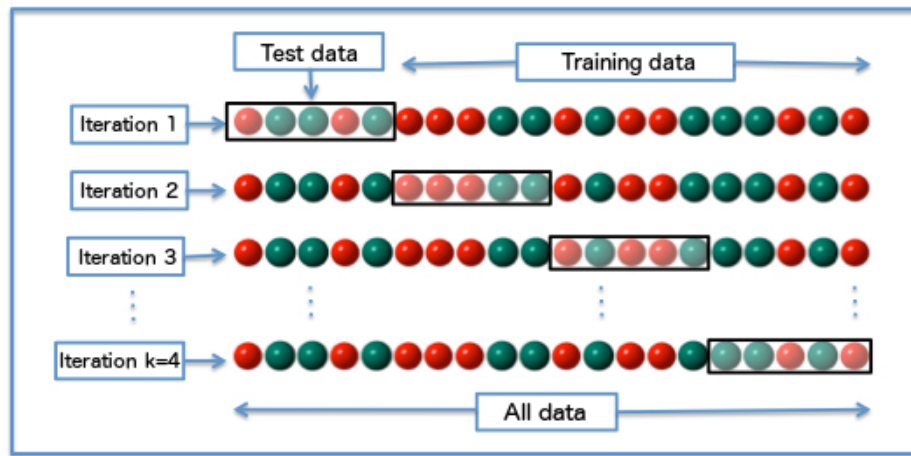 Test data
Training data
Iteration 1
Iteration 2
Iteration 3
Iteration k=4
All data